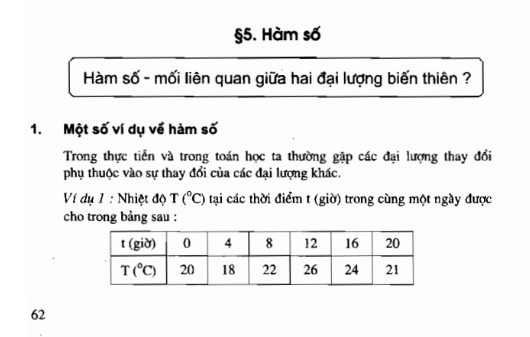 §5. Hàm số
Hàm số - mối liên quan giữa hai đại lượng biến thiên ?
1. Một số ví dụ về hàm số
Trong thực tiễn và trong toán học ta thường gặp các đại lượng thay đổi
phụ thuộc vào sự thay đổi của các đại lượng khác.
Ví dụ 1 : Nhiệt độ T (⁰C) tại các thời điểm t (giờ) trong cùng một ngày được
cho trong bảng sau :
t (giờ) 0 4 8 12 16 20
T (⁰C) 20 18 22 26 24 21
62